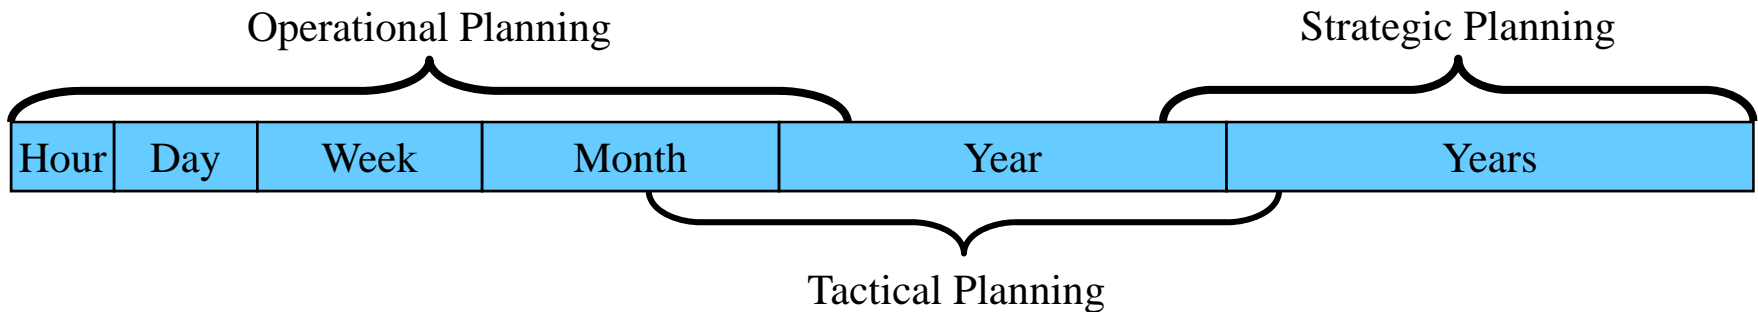 Operational Planning
Strategic Planning
Hour Day Week Month Year Years
Tactical Planning